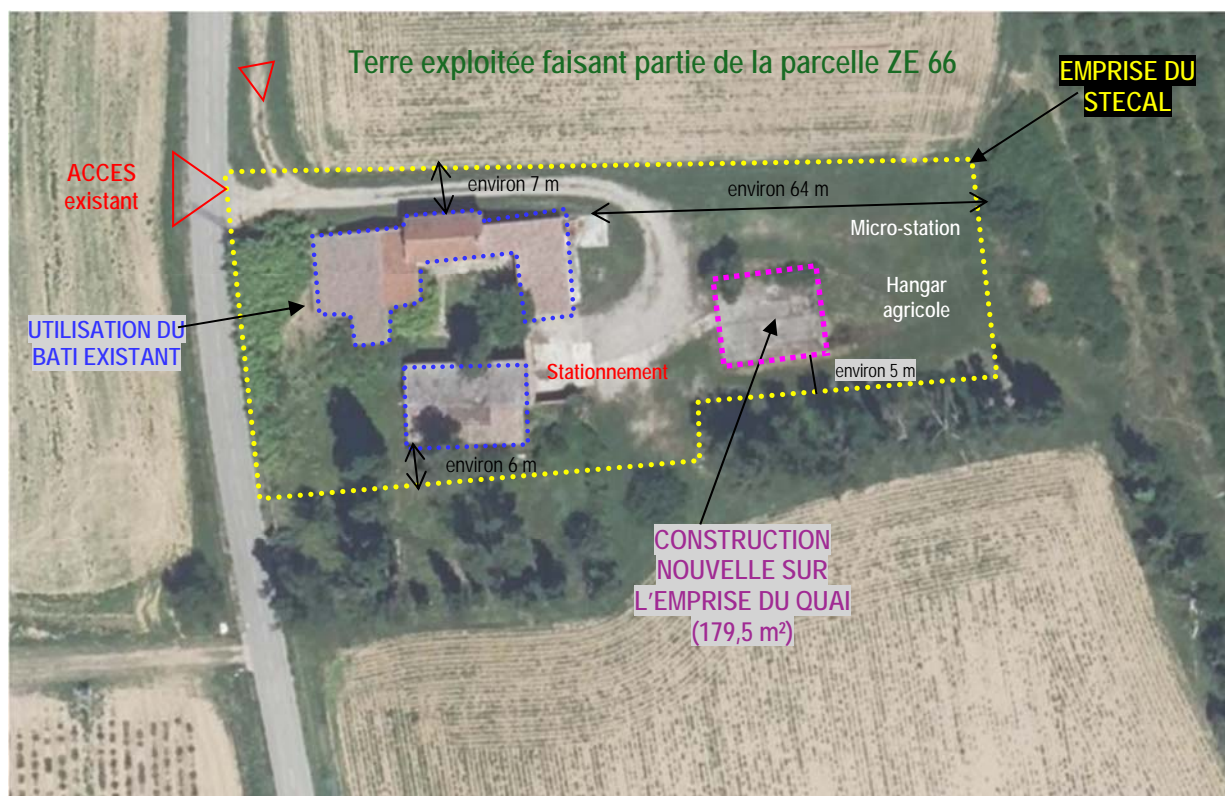 Terre exploitée faisant partie de la parcelle ZE 66
EMPRISE DU
STECAL
ACCES
existant
environ 7 m
environ 64 m
Micro-station
Hangar
agricole
UTILISATION DU
BATI EXISTANT
Stationnement
environ 5 m
environ 6 m
CONSTRUCTION
NOUVELLE SUR
L'EMPRISE DU QUAI
(179,5 m²)